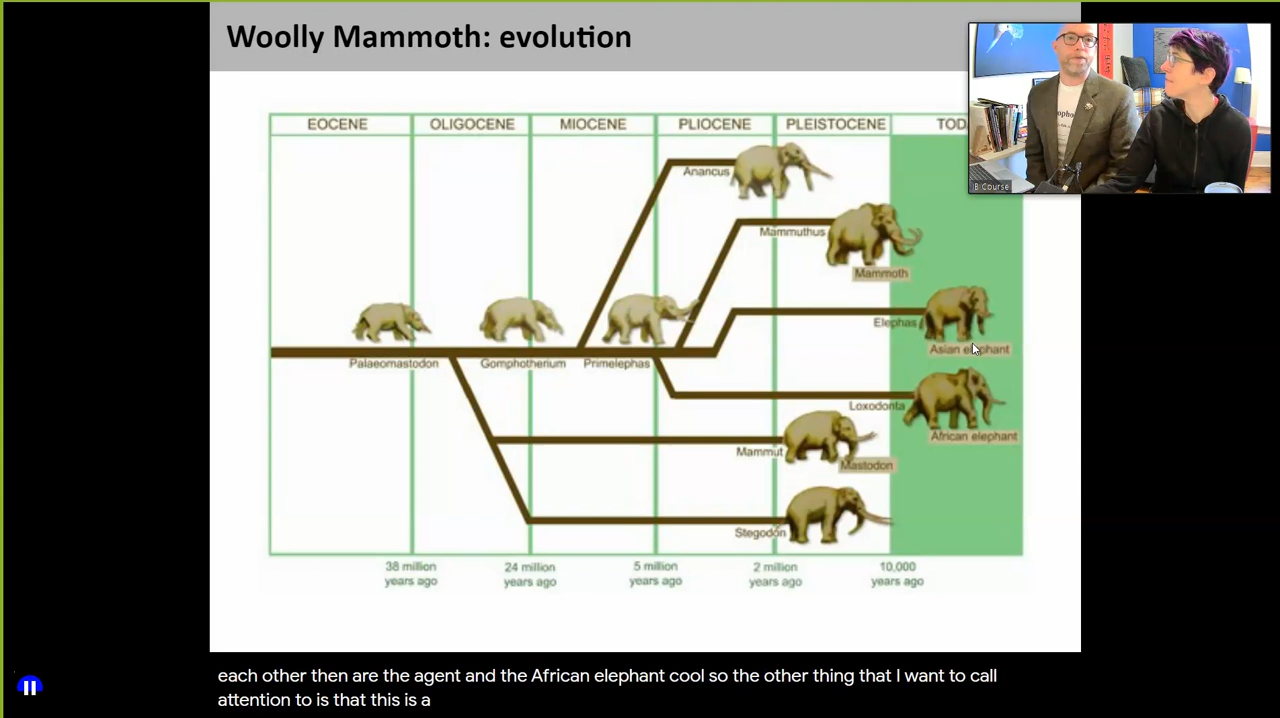 Woolly Mammoth: evolution
EOCENE
OLIGOCENE
MIOCENE
PLIOCENE
PLEISTOCENE
TOD
Anancus
Mammuthus
Mammoth
Elephas
Asian elephant
Palaeomastodon
Gomphotherium
Primelephas
Loxodonta
African elephant
Mammut
Mastodon
Stegodon
38 million
years ago
24 million
years ago
5 million
years ago
2 million
years ago
10,000
years ago
B Course
each other then are the agent and the African elephant cool so the other thing that I want to call
attention to is that this is a